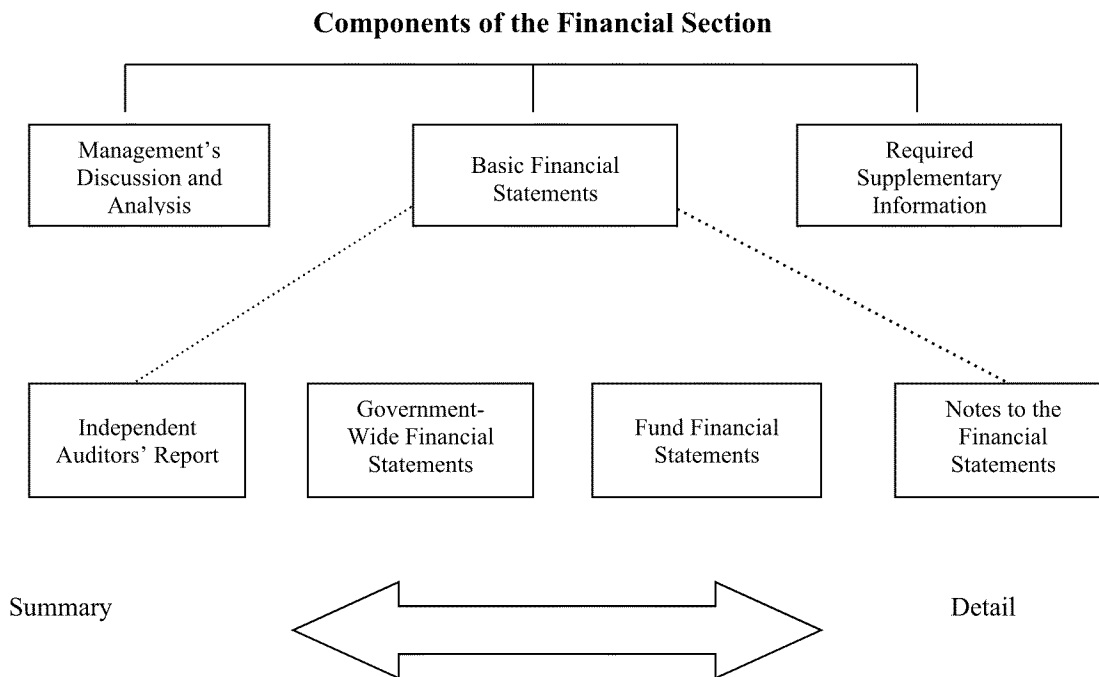 Components of the Financial Section
Management’s
Discussion and
Analysis
Basic Financial
Statements
Required
Supplementary
Information
Independent
Auditors’ Report
Government-
Wide Financial
Statements
Fund Financial
Statements
Notes to the
Financial
Statements
Summary
Detail